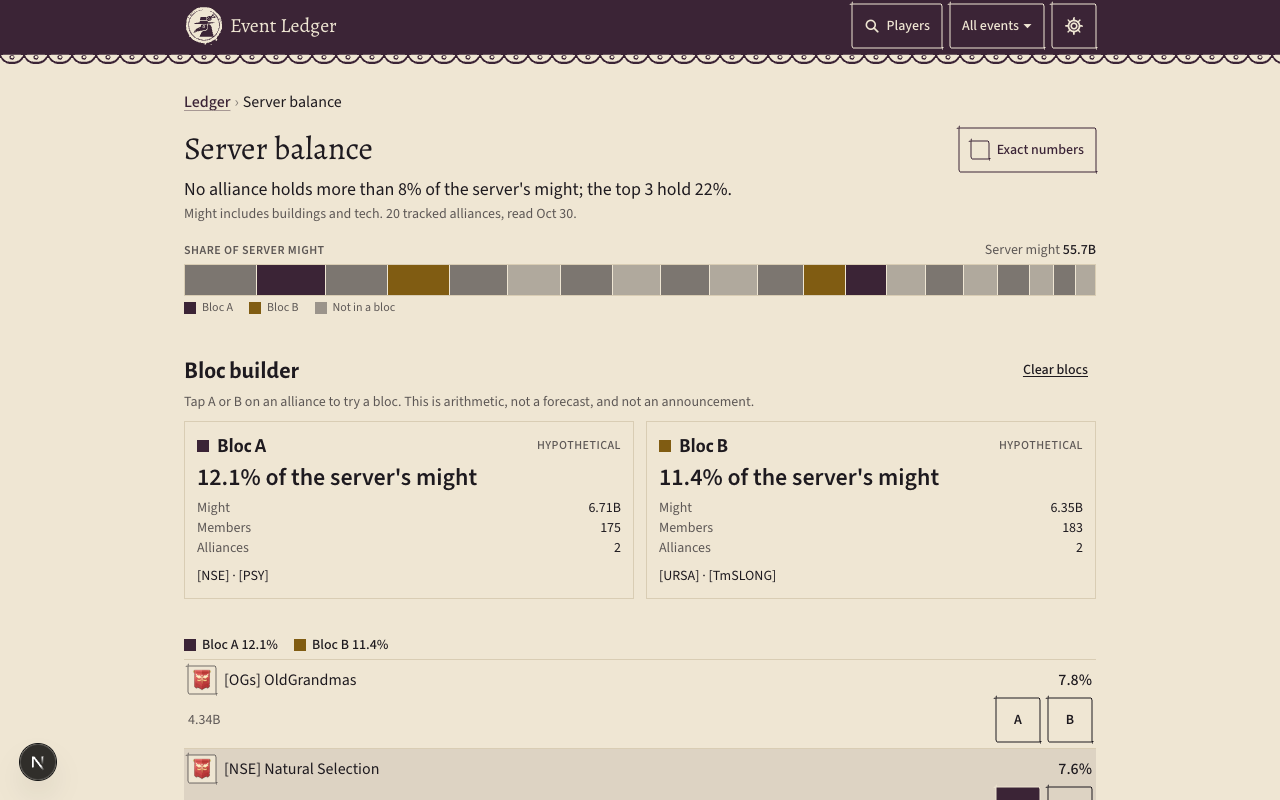 Event Ledger
Players
All events
Ledger › Server balance
Server balance
Exact numbers
No alliance holds more than 8% of the server's might; the top 3 hold 22%.
Might includes buildings and tech. 20 tracked alliances, read Oct 30.
SHARE OF SERVER MIGHT
Server might 55.7B
Bloc A
Bloc B
Not in a bloc
Bloc builder
Clear blocs
Tap A or B on an alliance to try a bloc. This is arithmetic, not a forecast, and not an announcement.
Bloc A
HYPOTHETICAL
12.1% of the server's might
Might 6.71B
Members 175
Alliances 2
[NSE] · [PSY]
Bloc B
HYPOTHETICAL
11.4% of the server's might
Might 6.35B
Members 183
Alliances 2
[URSA] · [TmSLONG]
Bloc A 12.1%
Bloc B 11.4%
[OGs] OldGrandmas
7.8%
4.34B
A
B
N
[NSE] Natural Selection
7.6%